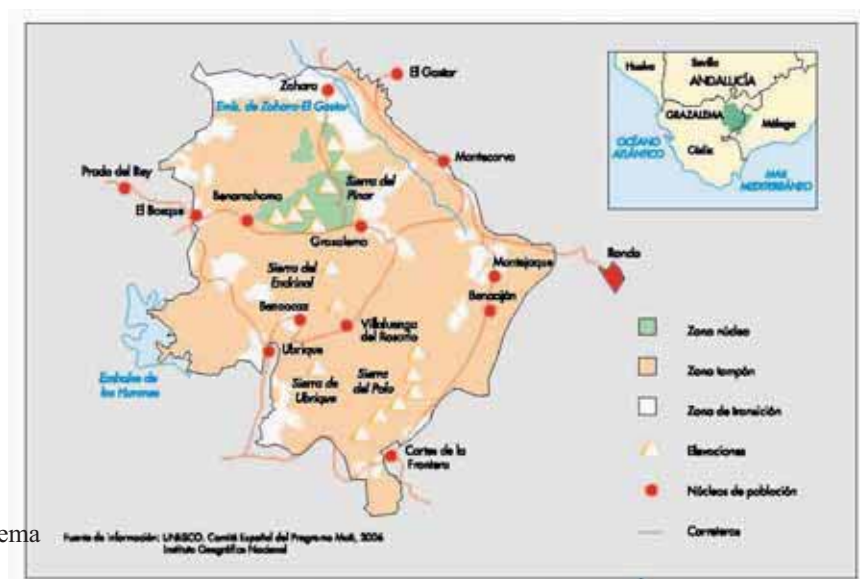 Zahara
El Gastor
Emb. de Zahara-El Gastor
Prado del Rey
Benamahoma
Sierra del
Pinar
Montecorvo
El Bosque
Grazalema
Sierra del
Endrinal
Montejaque
Ronda
Benaoján
Benaocaz
Villaluenga
del Rosario
Ubrique
Embalse de
los Hurones
Sierra de
Ubrique
Sierra
del Palo
Cortes de la
Frontera
Huelva
Sevilla
ANDALUCÍA
GRAZALEMA
Málaga
OCÉANO
ATLÁNTICO
Cádiz
MAR
MEDITERRÁNEO
Zona núcleo
Zona tampón
Zona de transición
Elevaciones
Núcleos de población
Carreteras
ema
Fuente de información: UNESCO. Comité Español del Programa MaB, 2006
Instituto Geográfico Nacional